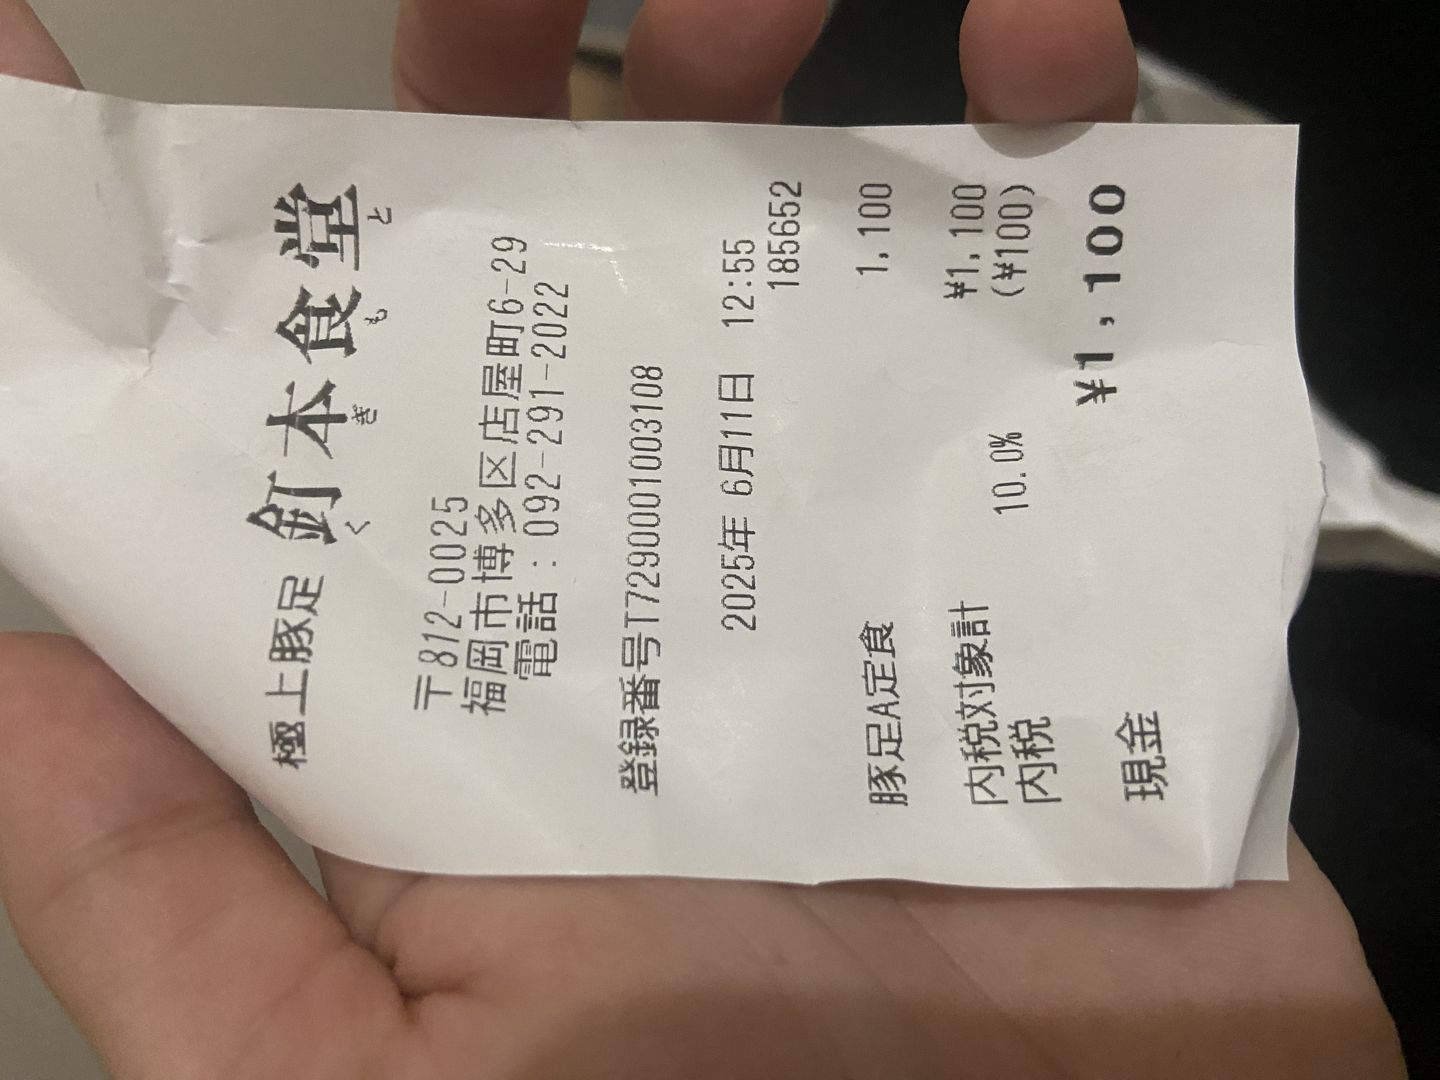 極上豚足 釘本食堂
くぎもと
〒812-0025
福岡市博多区店屋町6-29
電話：092-291-2022
登録番号T7290001003108
2025年 6月11日 12:55
185652
豚足A定食 1,100
内税対象計 ¥1,100
内税 10.0% (¥100)
現金 ¥1,100